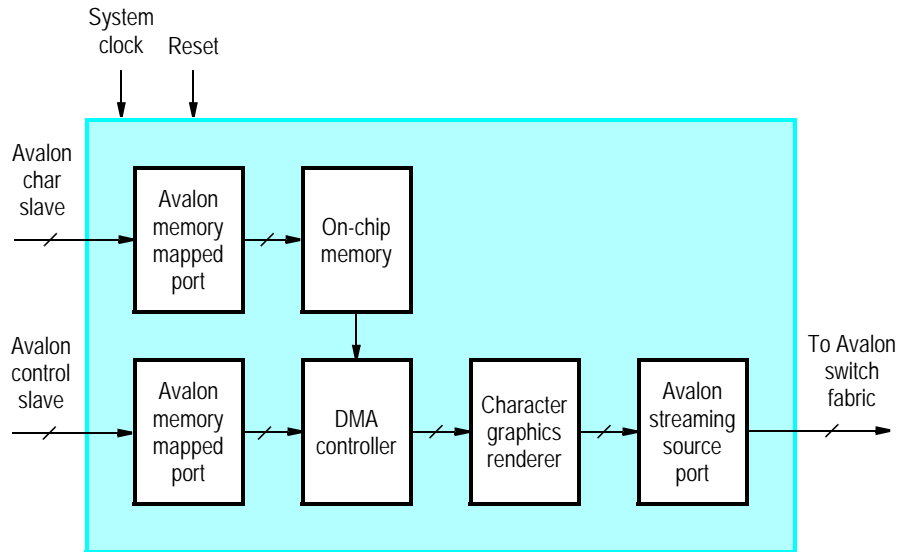 System
clock
Reset
Avalon
char
slave
Avalon
memory
mapped
port
On-chip
memory
Avalon
control
slave
Avalon
memory
mapped
port
DMA
controller
Character
graphics
renderer
Avalon
streaming
source
port
To Avalon
switch
fabric